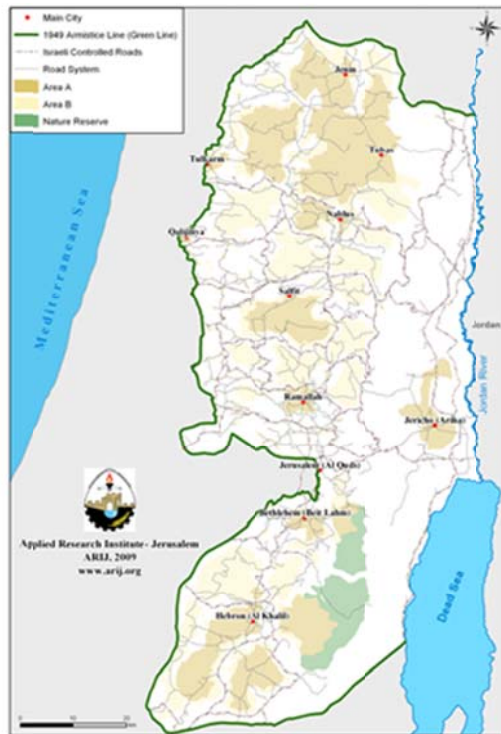 Main City
1949 Armistice Line (Green Line)
Israeli Controlled Roads
Road System
Area A
Area B
Nature Reserve
Jenin
Tubas
Tulkarm
Nablus
Qalqiliya
Mediterranean Sea
Salfit
Jordan
Jordan River
Ramallah
Jericho (Ariha)
Jerusalem (Al Quds)
Bethlehem (Beit Lahm)
Applied Research Institute- Jerusalem
ARIJ, 2009
www.arij.org
Hebron (Al Khalil)
Dead Sea
0